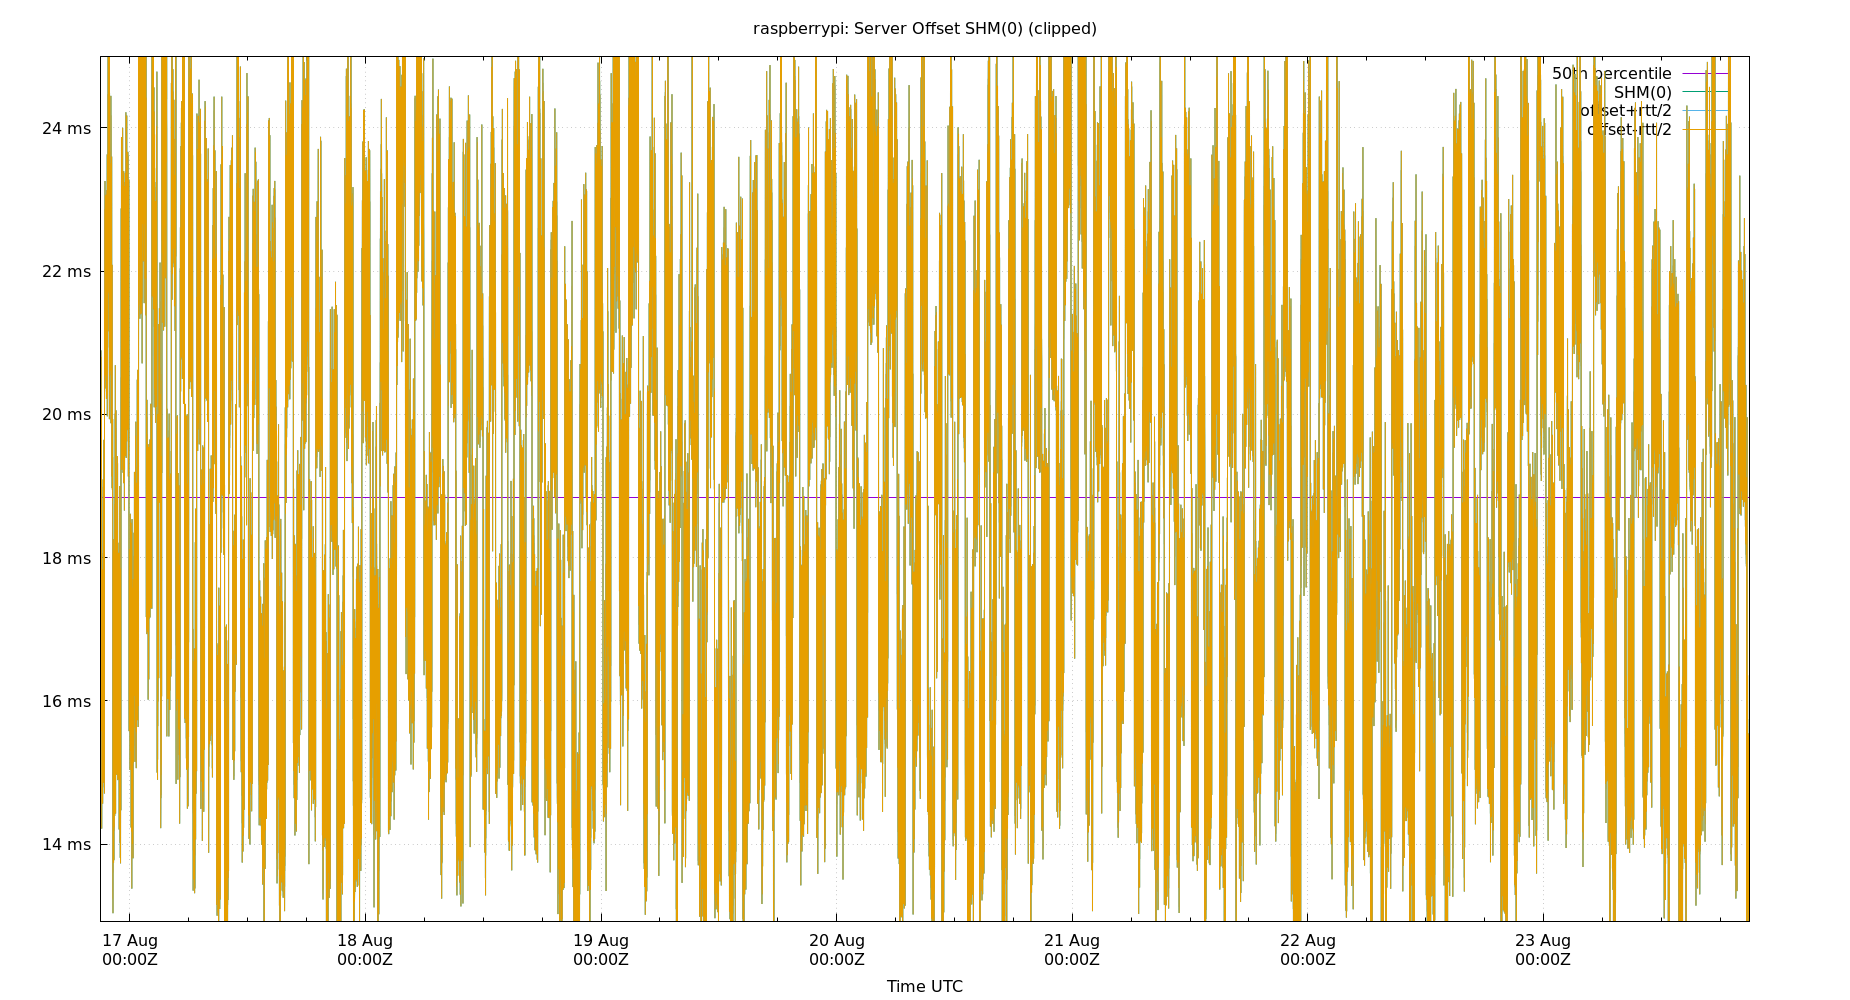 raspberrypi: Server Offset SHM(0) (clipped)
50th percentile
SHM(0)
offset+rtt/2
offset-rtt/2
24 ms
22 ms
20 ms
18 ms
16 ms
14 ms
17 Aug
00:00Z
18 Aug
00:00Z
19 Aug
00:00Z
20 Aug
00:00Z
21 Aug
00:00Z
22 Aug
00:00Z
23 Aug
00:00Z
Time UTC